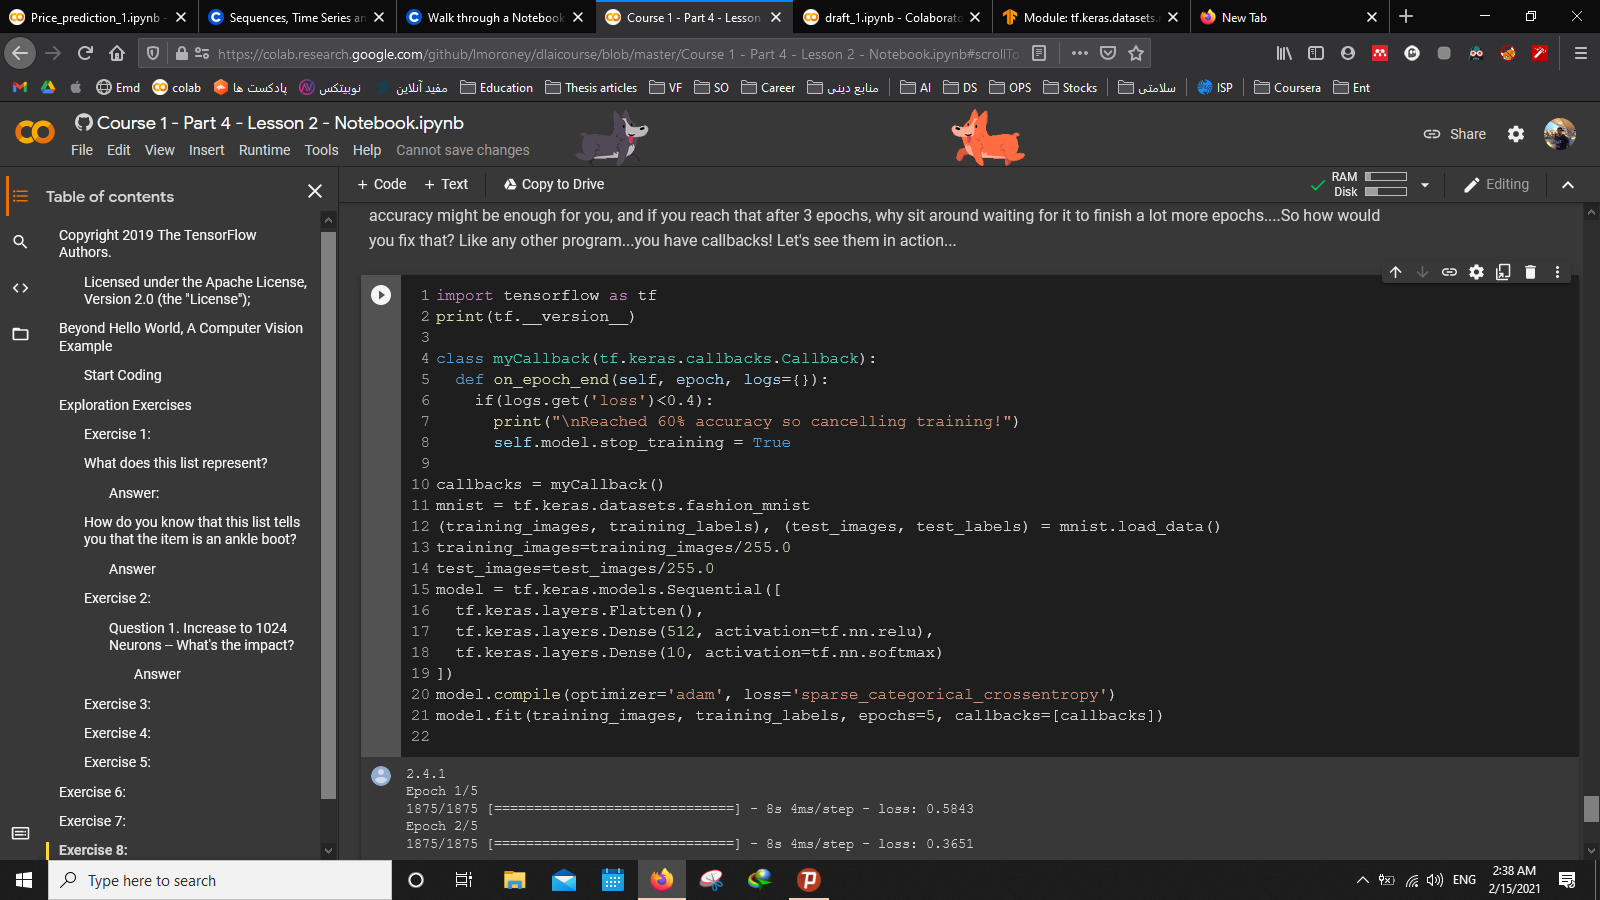 Price_prediction_1.ipynb -
Sequences, Time Series an
Walk through a Notebook
Course 1 - Part 4 - Lesson
draft_1.ipynb - Colaborato
Module: tf.keras.datasets.r
New Tab
https://colab.research.google.com/github/lmoroney/dlaicourse/blob/master/Course 1 - Part 4 - Lesson 2 - Notebook.ipynb#scrollTo
Emd
colab
پادکست ها
نوبیتکس
مفید آنلاین
Education
Thesis articles
VF
SO
Career
منابع دینی
AI
DS
OPS
Stocks
سلامتی
ISP
Coursera
Ent
Course 1 - Part 4 - Lesson 2 - Notebook.ipynb
File Edit View Insert Runtime Tools Help Cannot save changes
Share
Table of contents
+ Code + Text Copy to Drive
RAM
Disk
Editing
Copyright 2019 The TensorFlow
Authors.
Licensed under the Apache License,
Version 2.0 (the "License");
Beyond Hello World, A Computer Vision
Example
Start Coding
Exploration Exercises
Exercise 1:
What does this list represent?
Answer:
How do you know that this list tells
you that the item is an ankle boot?
Answer
Exercise 2:
Question 1. Increase to 1024
Neurons -- What's the impact?
Answer
Exercise 3:
Exercise 4:
Exercise 5:
Exercise 6:
Exercise 7:
Exercise 8:
accuracy might be enough for you, and if you reach that after 3 epochs, why sit around waiting for it to finish a lot more epochs....So how would
you fix that? Like any other program...you have callbacks! Let's see them in action...
1 import tensorflow as tf
2 print(tf.__version__)
3
4 class myCallback(tf.keras.callbacks.Callback):
5 def on_epoch_end(self, epoch, logs={}):
6 if(logs.get('loss')<0.4):
7 print("\nReached 60% accuracy so cancelling training!")
8 self.model.stop_training = True
9
10 callbacks = myCallback()
11 mnist = tf.keras.datasets.fashion_mnist
12 (training_images, training_labels), (test_images, test_labels) = mnist.load_data()
13 training_images=training_images/255.0
14 test_images=test_images/255.0
15 model = tf.keras.models.Sequential([
16 tf.keras.layers.Flatten(),
17 tf.keras.layers.Dense(512, activation=tf.nn.relu),
18 tf.keras.layers.Dense(10, activation=tf.nn.softmax)
19 ])
20 model.compile(optimizer='adam', loss='sparse_categorical_crossentropy')
21 model.fit(training_images, training_labels, epochs=5, callbacks=[callbacks])
22
2.4.1
Epoch 1/5
1875/1875 [==============================] - 8s 4ms/step - loss: 0.5843
Epoch 2/5
1875/1875 [==============================] - 8s 4ms/step - loss: 0.3651
Type here to search
ENG
2:38 AM
2/15/2021